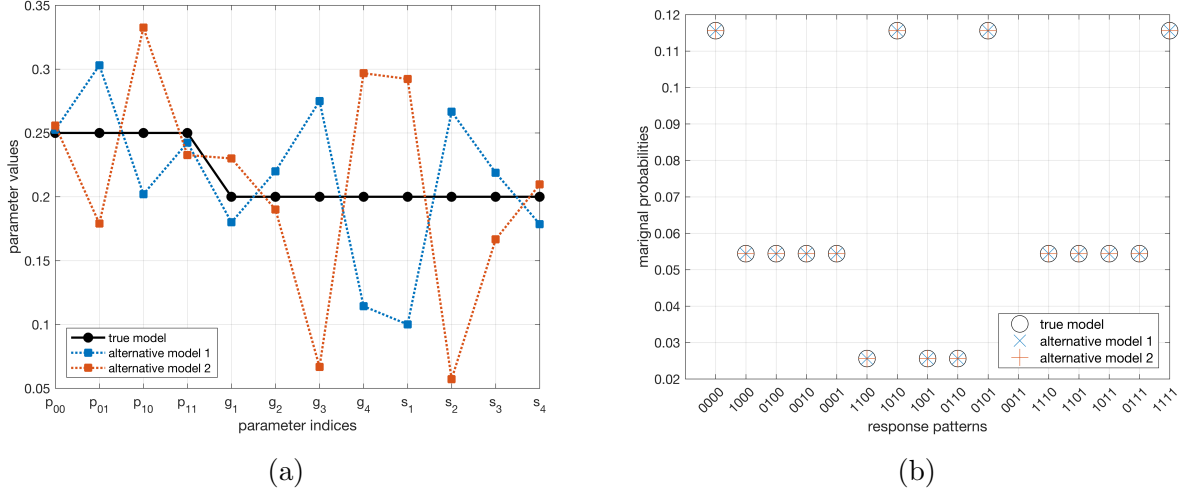 0.35
0.3
0.25
0.2
0.15
0.1
0.05
parameter values
p00 p01 p10 p11 g1 g2 g3 g4 s1 s2 s3 s4
parameter indices
true model
alternative model 1
alternative model 2
(a)
0.12
0.11
0.1
0.09
0.08
0.07
0.06
0.05
0.04
0.03
0.02
marignal probabilities
0000 1000 0100 0010 0001 1100 1010 1001 0110 0101 0011 1110 1101 1011 0111 1111
response patterns
true model
alternative model 1
alternative model 2
(b)